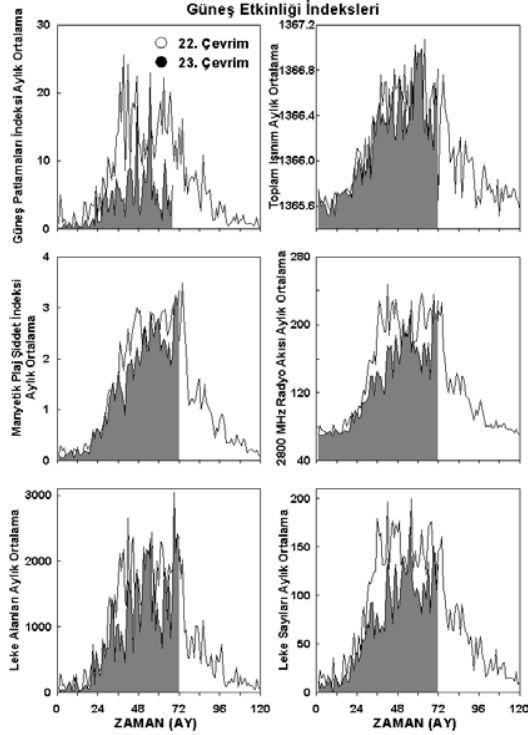 Güneş Etkinliği İndeksleri
Güneş Patlamaları İndeksi Aylık Ortalama
30
20
10
0
22. Çevrim
23. Çevrim
Toplam Işınım Aylık Ortalama
1367.2
1366.8
1366.4
1366.0
1365.6
Manyetik Plaj Şiddet İndeksi
Aylık Ortalama
4
3
2
1
0
2800 MHz Radyo Akısı Aylık Ortalama
280
200
120
40
Leke Alanları Aylık Ortalama
3000
2000
1000
0
0 24 48 72 96 120
ZAMAN (AY)
Leke Sayıları Aylık Ortalama
200
150
100
50
0
0 24 48 72 96 120
ZAMAN (AY)